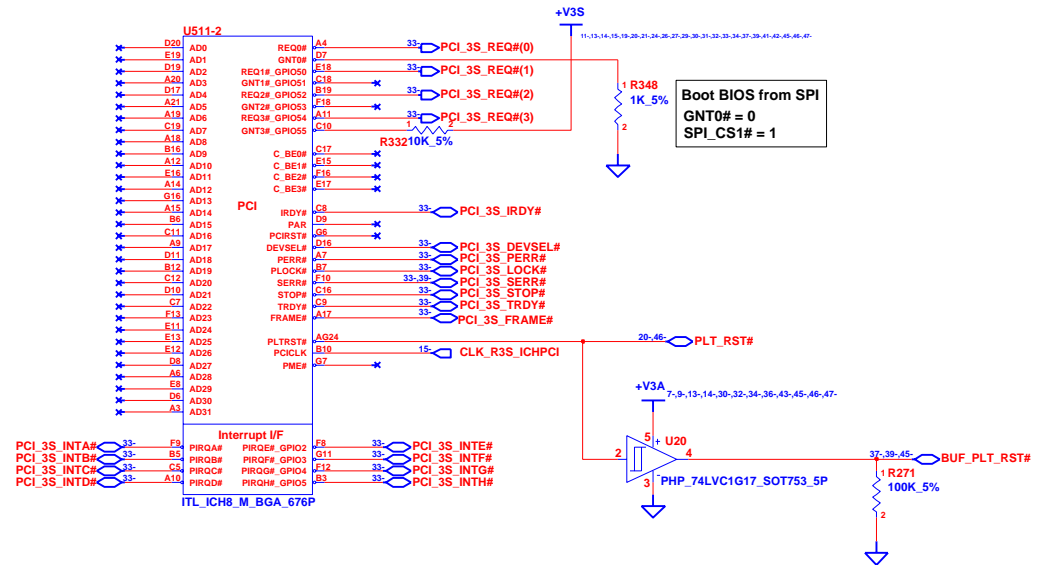 +V3S
11-,13-,14-,15-,19-,20-,21-,24-,26-,27-,29-,30-,31-,32-,33-,34-,37-,39-,41-,42-,45-,46-,47-
U511-2
D20 AD0 REQ0# A4 33- PCI_3S_REQ#(0)
E19 AD1 GNT0# D7
D19 AD2 REQ1#_GPIO50 E18 33- PCI_3S_REQ#(1)
A20 AD3 GNT1#_GPIO51 C18
D17 AD4 REQ2#_GPIO52 B19 33- PCI_3S_REQ#(2)
A21 AD5 GNT2#_GPIO53 F18
A19 AD6 REQ3#_GPIO54 A11 33- PCI_3S_REQ#(3)
C19 AD7 GNT3#_GPIO55 C10 1 2
R332 10K_5%
1 R348
1K_5%
2
Boot BIOS from SPI
GNT0# = 0
SPI_CS1# = 1
A18 AD8
B16 AD9 C_BE0# C17
A12 AD10 C_BE1# E15
E16 AD11 C_BE2# F16
A14 AD12 C_BE3# E17
G16 AD13
PCI
A15 AD14 IRDY# C8 33- PCI_3S_IRDY#
B6 AD15 PAR D9
C11 AD16 PCIRST# G6
A9 AD17 DEVSEL# D16 33- PCI_3S_DEVSEL#
D11 AD18 PERR# A7 33- PCI_3S_PERR#
B12 AD19 PLOCK# B7 33- PCI_3S_LOCK#
C12 AD20 SERR# F10 33-,39- PCI_3S_SERR#
D10 AD21 STOP# C16 33- PCI_3S_STOP#
C7 AD22 TRDY# C9 33- PCI_3S_TRDY#
F13 AD23 FRAME# A17 33- PCI_3S_FRAME#
E11 AD24
E13 AD25 PLTRST# AG24 20-,46- PLT_RST#
E12 AD26 PCICLK B10 15- CLK_R3S_ICHPCI
D8 AD27 PME# G7
A6 AD28
E8 AD29
D6 AD30
A3 AD31
+V3A
7-,9-,13-,14-,30-,32-,34-,36-,43-,45-,46-,47-
Interrupt I/F
PCI_3S_INTA# 33- F9 PIRQA# PIRQE#_GPIO2 F8 33- PCI_3S_INTE#
PCI_3S_INTB# 33- B5 PIRQB# PIRQF#_GPIO3 G11 33- PCI_3S_INTF#
PCI_3S_INTC# 33- C5 PIRQC# PIRQG#_GPIO4 F12 33- PCI_3S_INTG#
PCI_3S_INTD# 33- A10 PIRQD# PIRQH#_GPIO5 B3 33- PCI_3S_INTH#
ITL_ICH8_M_BGA_676P
5 + U20
2 4
- 3
PHP_74LVC1G17_SOT753_5P
37-,39-,45- BUF_PLT_RST#
1 R271
100K_5%
2